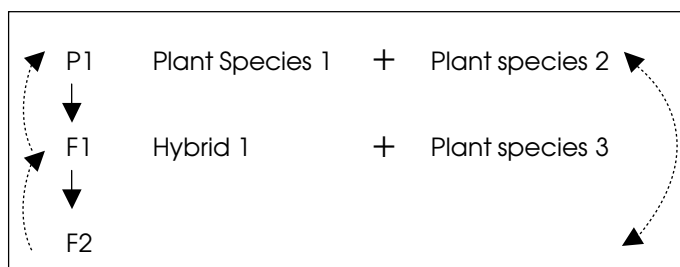 P1 Plant Species 1 + Plant species 2
F1 Hybrid 1 + Plant species 3
F2